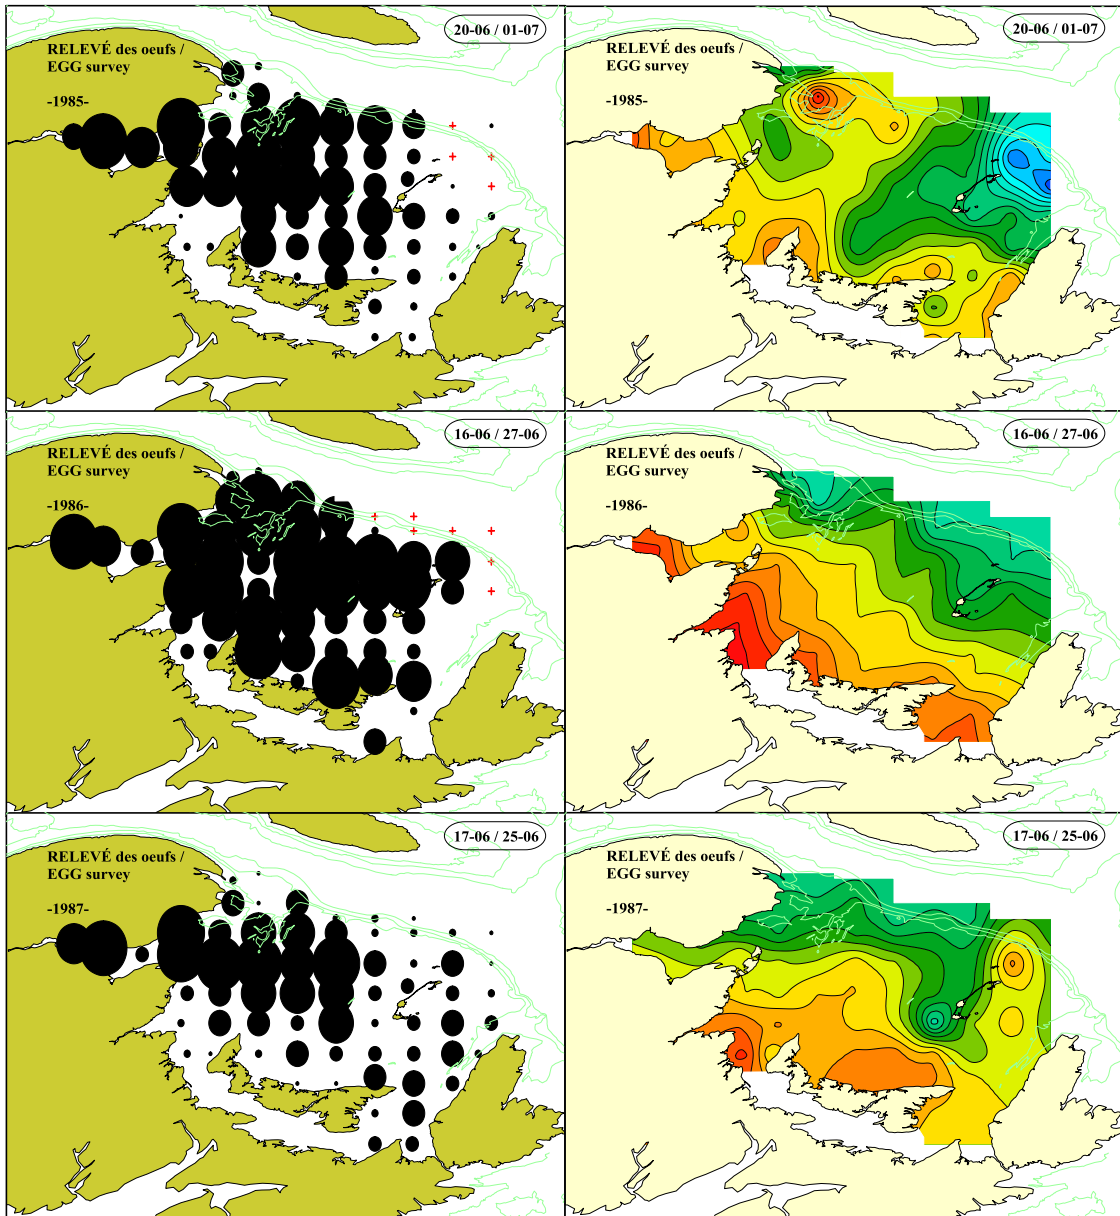 20-06 / 01-07
RELEVÉ des oeufs /
EGG survey
-1985-
20-06 / 01-07
RELEVÉ des oeufs /
EGG survey
-1985-
16-06 / 27-06
RELEVÉ des oeufs /
EGG survey
-1986-
16-06 / 27-06
RELEVÉ des oeufs /
EGG survey
-1986-
17-06 / 25-06
RELEVÉ des oeufs /
EGG survey
-1987-
17-06 / 25-06
RELEVÉ des oeufs /
EGG survey
-1987-